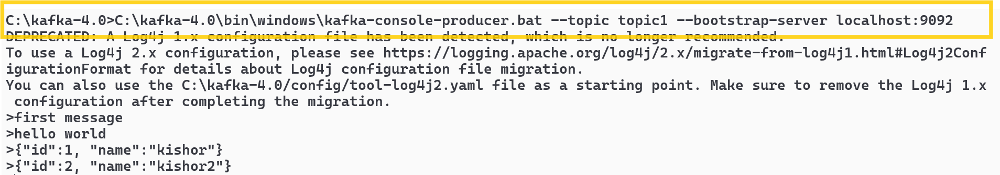 C:\kafka-4.0>C:\kafka-4.0\bin\windows\kafka-console-producer.bat --topic topic1 --bootstrap-server localhost:9092
DEPRECATED: A Log4j 1.x configuration file has been detected, which is no longer recommended.
To use a Log4j 2.x configuration, please see https://logging.apache.org/log4j/2.x/migrate-from-log4j1.html#Log4j2Conf
igurationFormat for details about Log4j configuration file migration.
You can also use the C:\kafka-4.0/config/tool-log4j2.yaml file as a starting point. Make sure to remove the Log4j 1.x
 configuration after completing the migration.
>first message
>hello world
>{"id":1, "name":"kishor"}
>{"id":2, "name":"kishor2"}